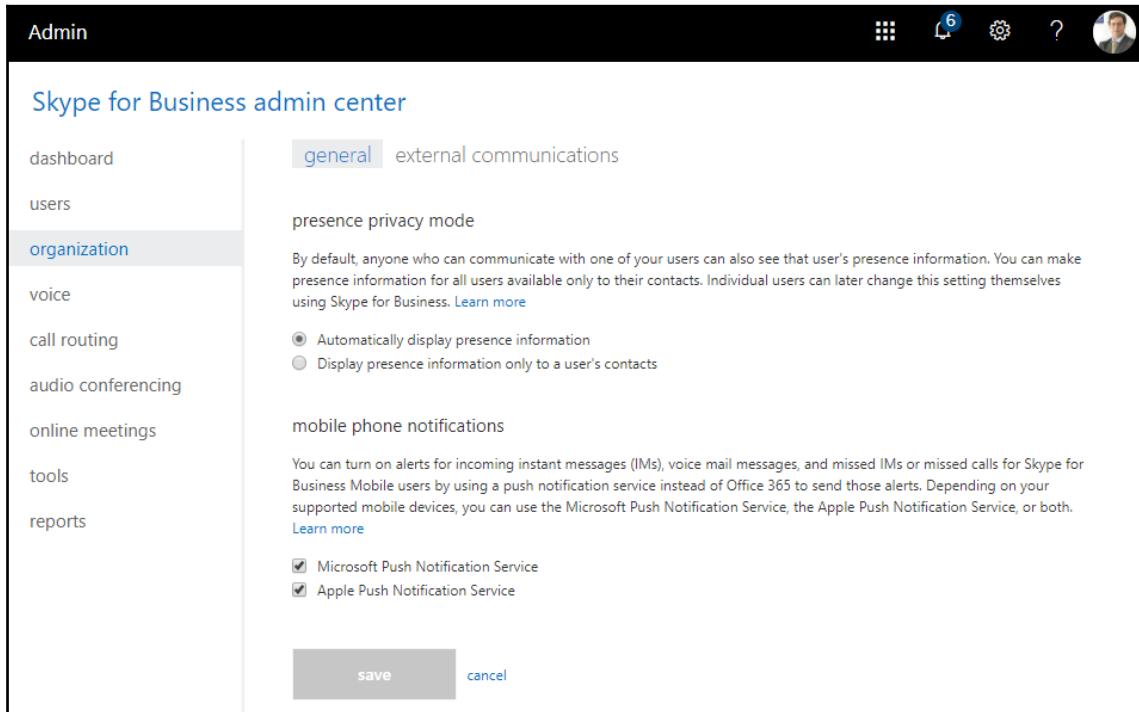 Admin
6
?
Skype for Business admin center
dashboard
users
organization
voice
call routing
audio conferencing
online meetings
tools
reports
general external communications
presence privacy mode
By default, anyone who can communicate with one of your users can also see that user's presence information. You can make
presence information for all users available only to their contacts. Individual users can later change this setting themselves
using Skype for Business. Learn more
Automatically display presence information
Display presence information only to a user's contacts
mobile phone notifications
You can turn on alerts for incoming instant messages (IMs), voice mail messages, and missed IMs or missed calls for Skype for
Business Mobile users by using a push notification service instead of Office 365 to send those alerts. Depending on your
supported mobile devices, you can use the Microsoft Push Notification Service, the Apple Push Notification Service, or both.
Learn more
Microsoft Push Notification Service
Apple Push Notification Service
save cancel